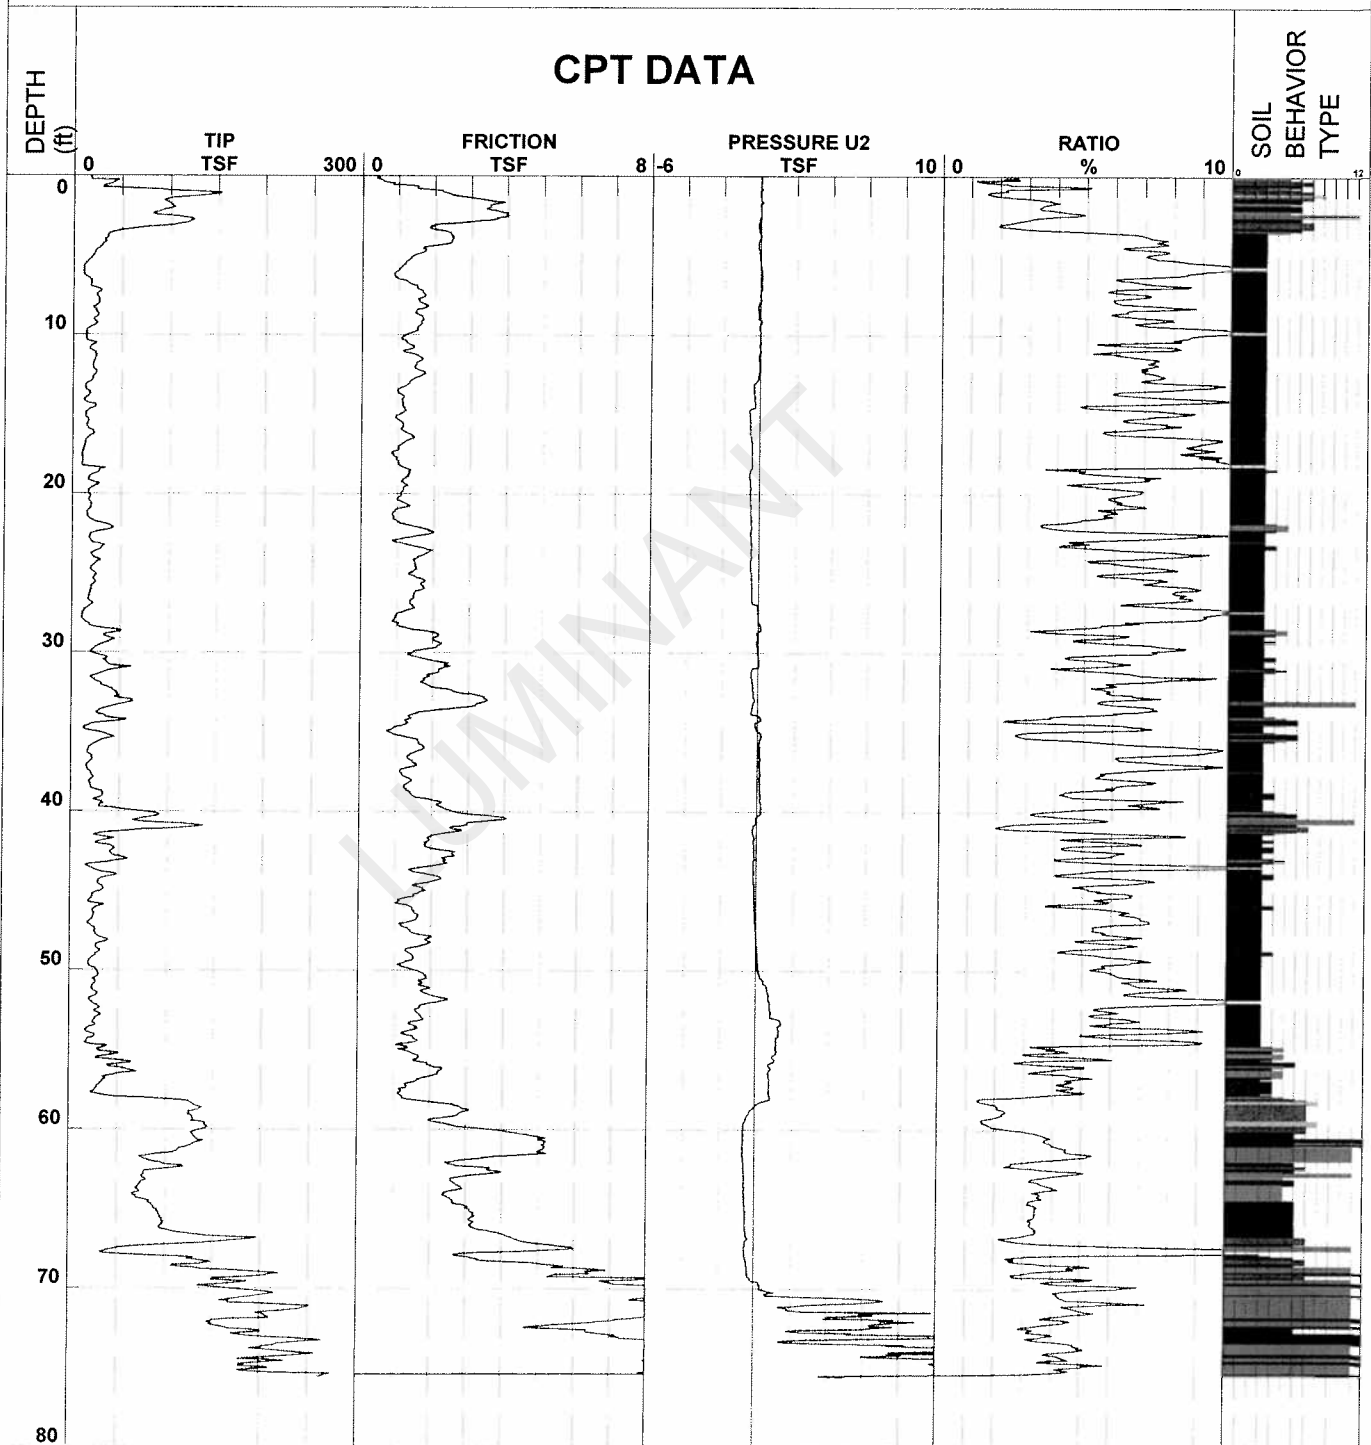 CPT DATA
DEPTH
(ft)
TIP
TSF
0
300
FRICTION
TSF
0
8
PRESSURE U2
TSF
-6
10
RATIO
%
0
10
SOIL
BEHAVIOR
TYPE
0
12
0
10
20
30
40
50
60
70
80
LUMINANT